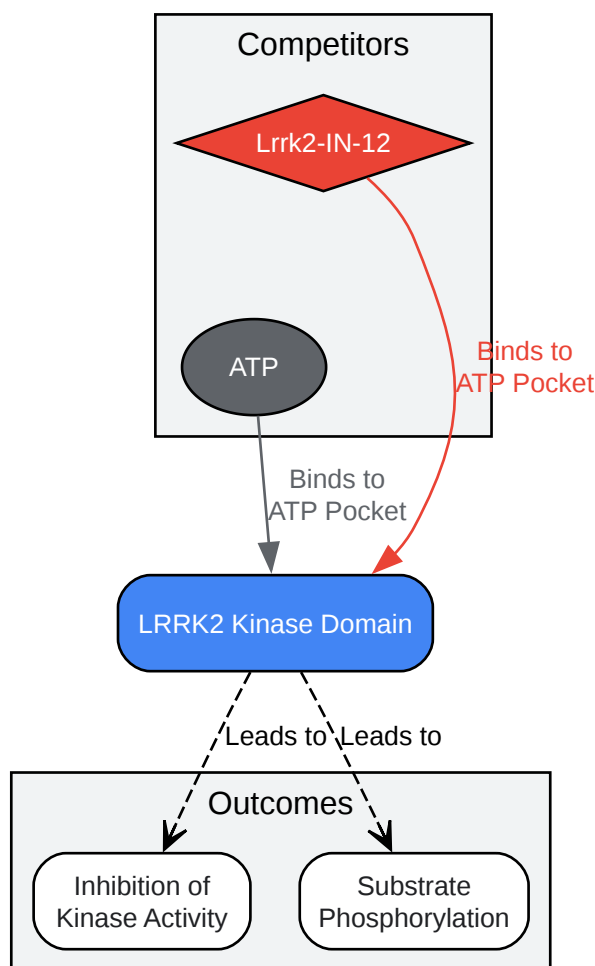 Competitors
Lrrk2-IN-12
ATP
Binds to
ATP Pocket
Binds to
ATP Pocket
LRRK2 Kinase Domain
Leads to
Leads to
Outcomes
Inhibition of
Kinase Activity
Substrate
Phosphorylation